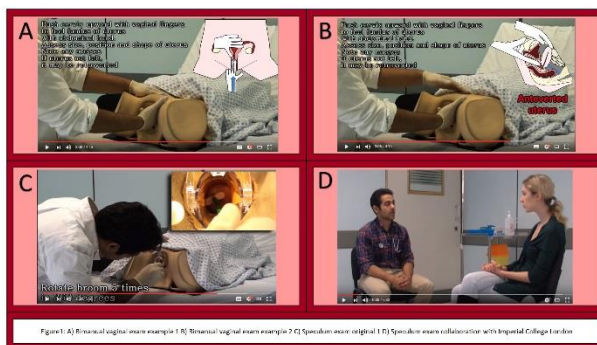 A
Push cervix upward with vaginal fingers
to feel fundus of uterus
with abdominal hand.
Assess size, position and shape of uterus
Note any masses
If uterus not felt,
it may be retroverted
B
Push cervix upward with vaginal fingers
to feel fundus of uterus
with abdominal hand.
Assess size, position and shape of uterus
Note any masses
If uterus not felt,
it may be retroverted
Anteverted
uterus
C
Rotate broom 5 times
degrees
D
Figure1: A) Bimanual vaginal exam example 1 B) Bimanual vaginal exam example 2 C) Speculum exam original 1 D) Speculum exam collaboration with Imperial College London